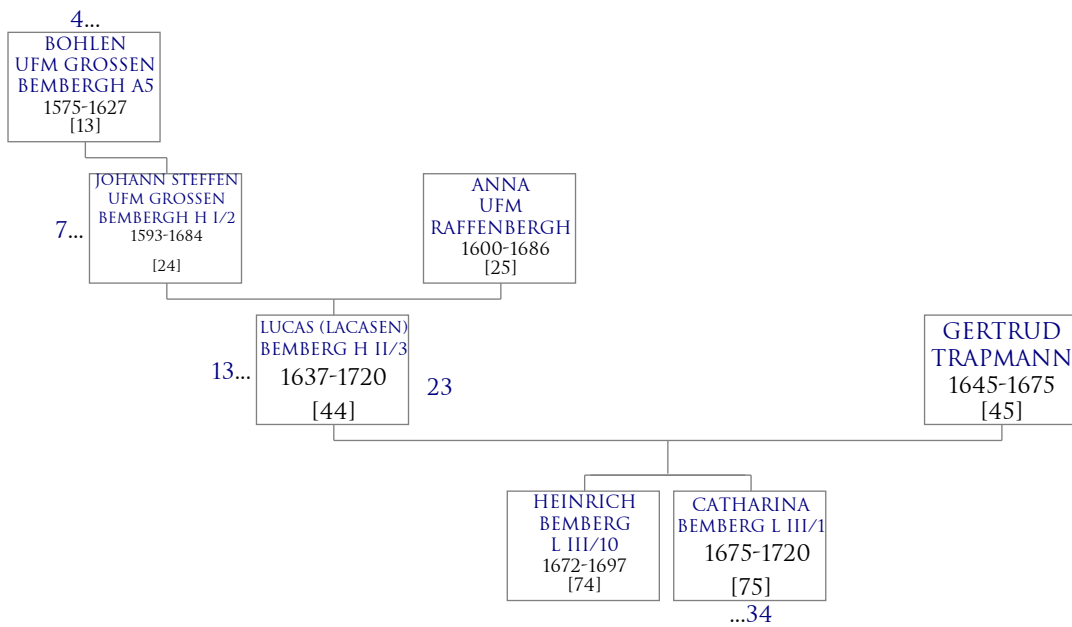 4...
BOHLEN
UFM GROSSEN
BEMBERGH A5
1575-1627
[13]
JOHANN STEFFEN
UFM GROSSEN
BEMBERGH H I/2
1593-1684
[24]
7...
ANNA
UFM
RAFFENBERGH
1600-1686
[25]
LUCAS (LACASEN)
BEMBERG H II/3
1637-1720
[44]
13...
23
GERTRUD
TRAPMANN
1645-1675
[45]
HEINRICH
BEMBERG
L III/10
1672-1697
[74]
CATHARINA
BEMBERG L III/1
1675-1720
[75]
...34